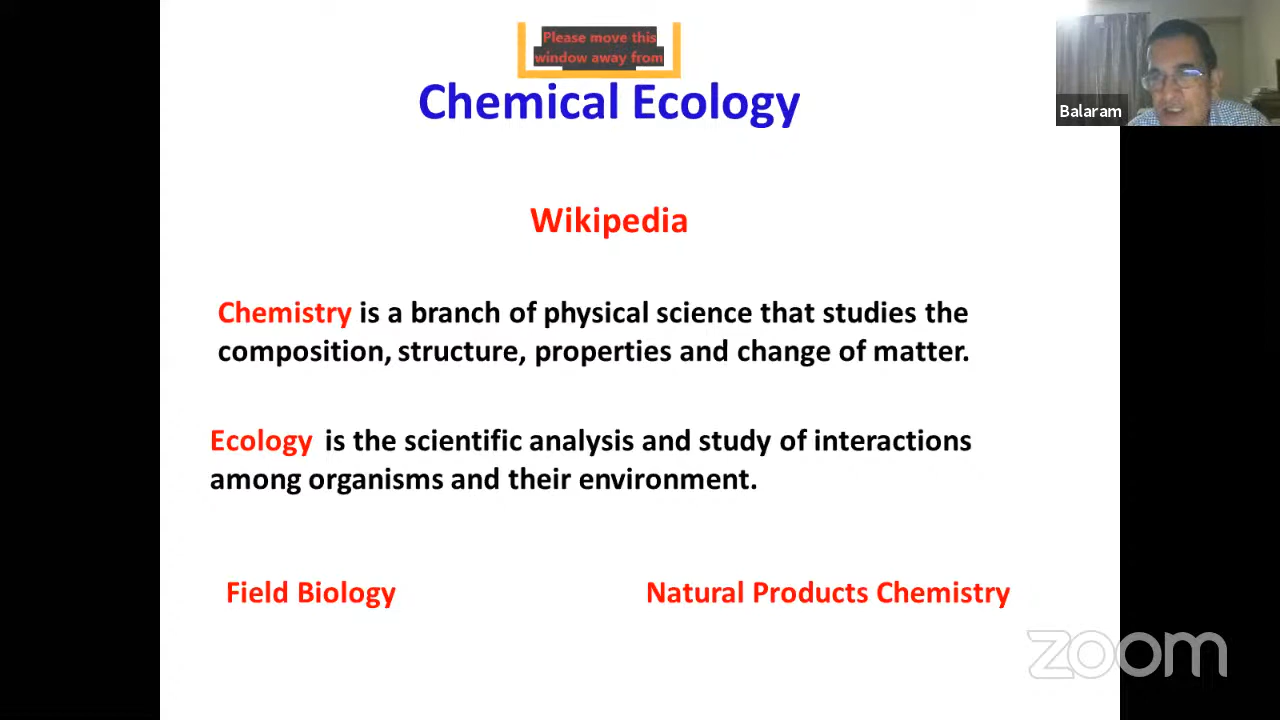 Please move this
window away from
Chemical Ecology
Balaram
Wikipedia
Chemistry is a branch of physical science that studies the
composition, structure, properties and change of matter.
Ecology is the scientific analysis and study of interactions
among organisms and their environment.
Field Biology
Natural Products Chemistry
zoom